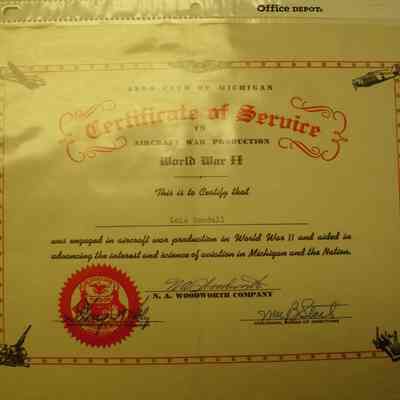 Office DEPOT.
AERO CLUB OF MICHIGAN
Certificate of Service
IN
AIRCRAFT WAR PRODUCTION
World War II
This is to Certify that
was engaged in aircraft war production in World War II and aided in
advancing the interest and science of aviation in Michigan and the Nation.
N. A. WOODWORTH COMPANY